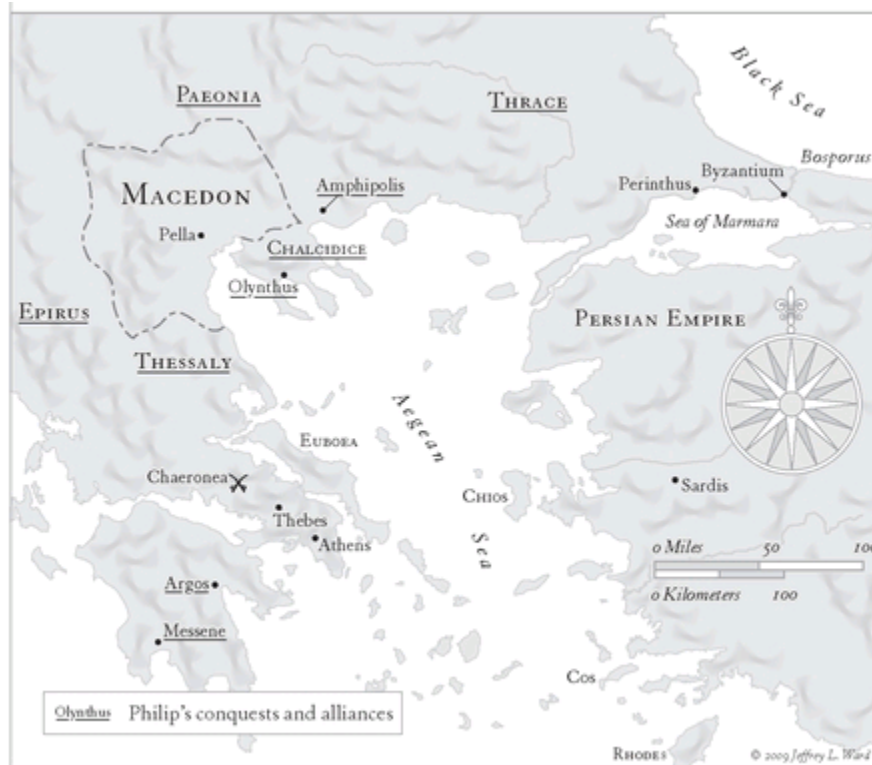 Black Sea
PAEONIA
THRACE
Bosporus
Byzantium
Perinthus
MACEDON
Amphipolis
Sea of Marmara
Pella
CHALCIDICE
Olynthus
EPIRUS
PERSIAN EMPIRE
THESSALY
Aegean Sea
EUBOEA
Chaeronea
Sardis
CHIOS
Thebes
Athens
0 Miles 50 100
0 Kilometers 100
Argos
Messene
COS
Olynthus Philip's conquests and alliances
RHODES
© 2009 Jeffrey L. Ward